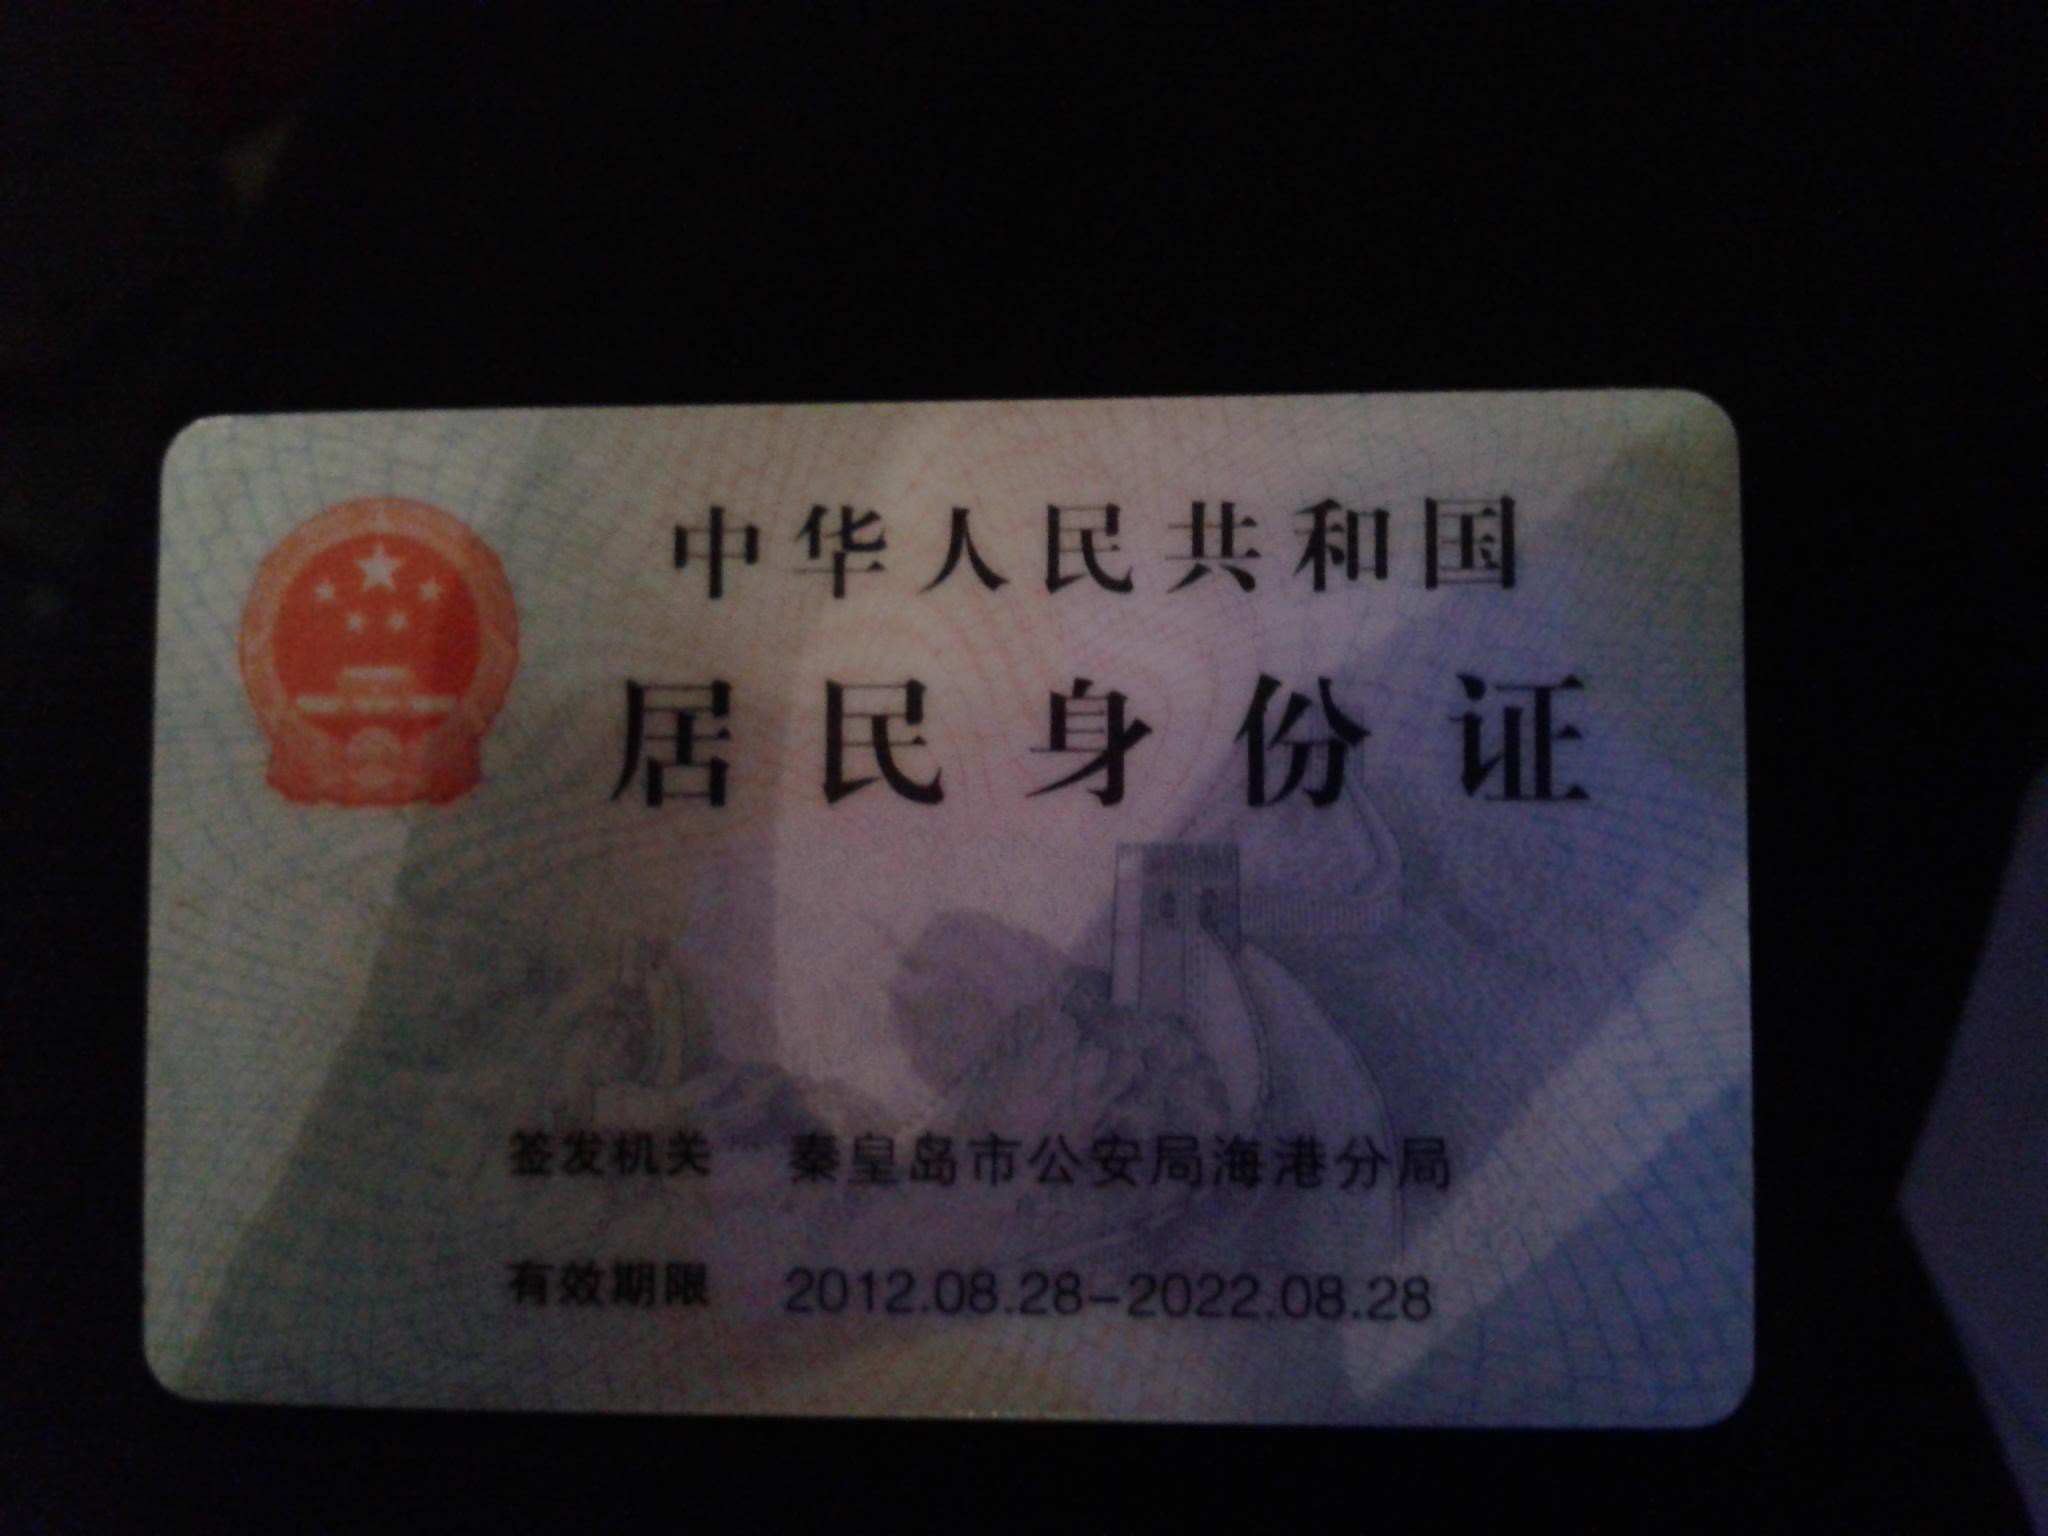 中华人民共和国
居民身份证
签发机关 秦皇岛市公安局海港分局
有效期限 2012.08.28-2022.08.28